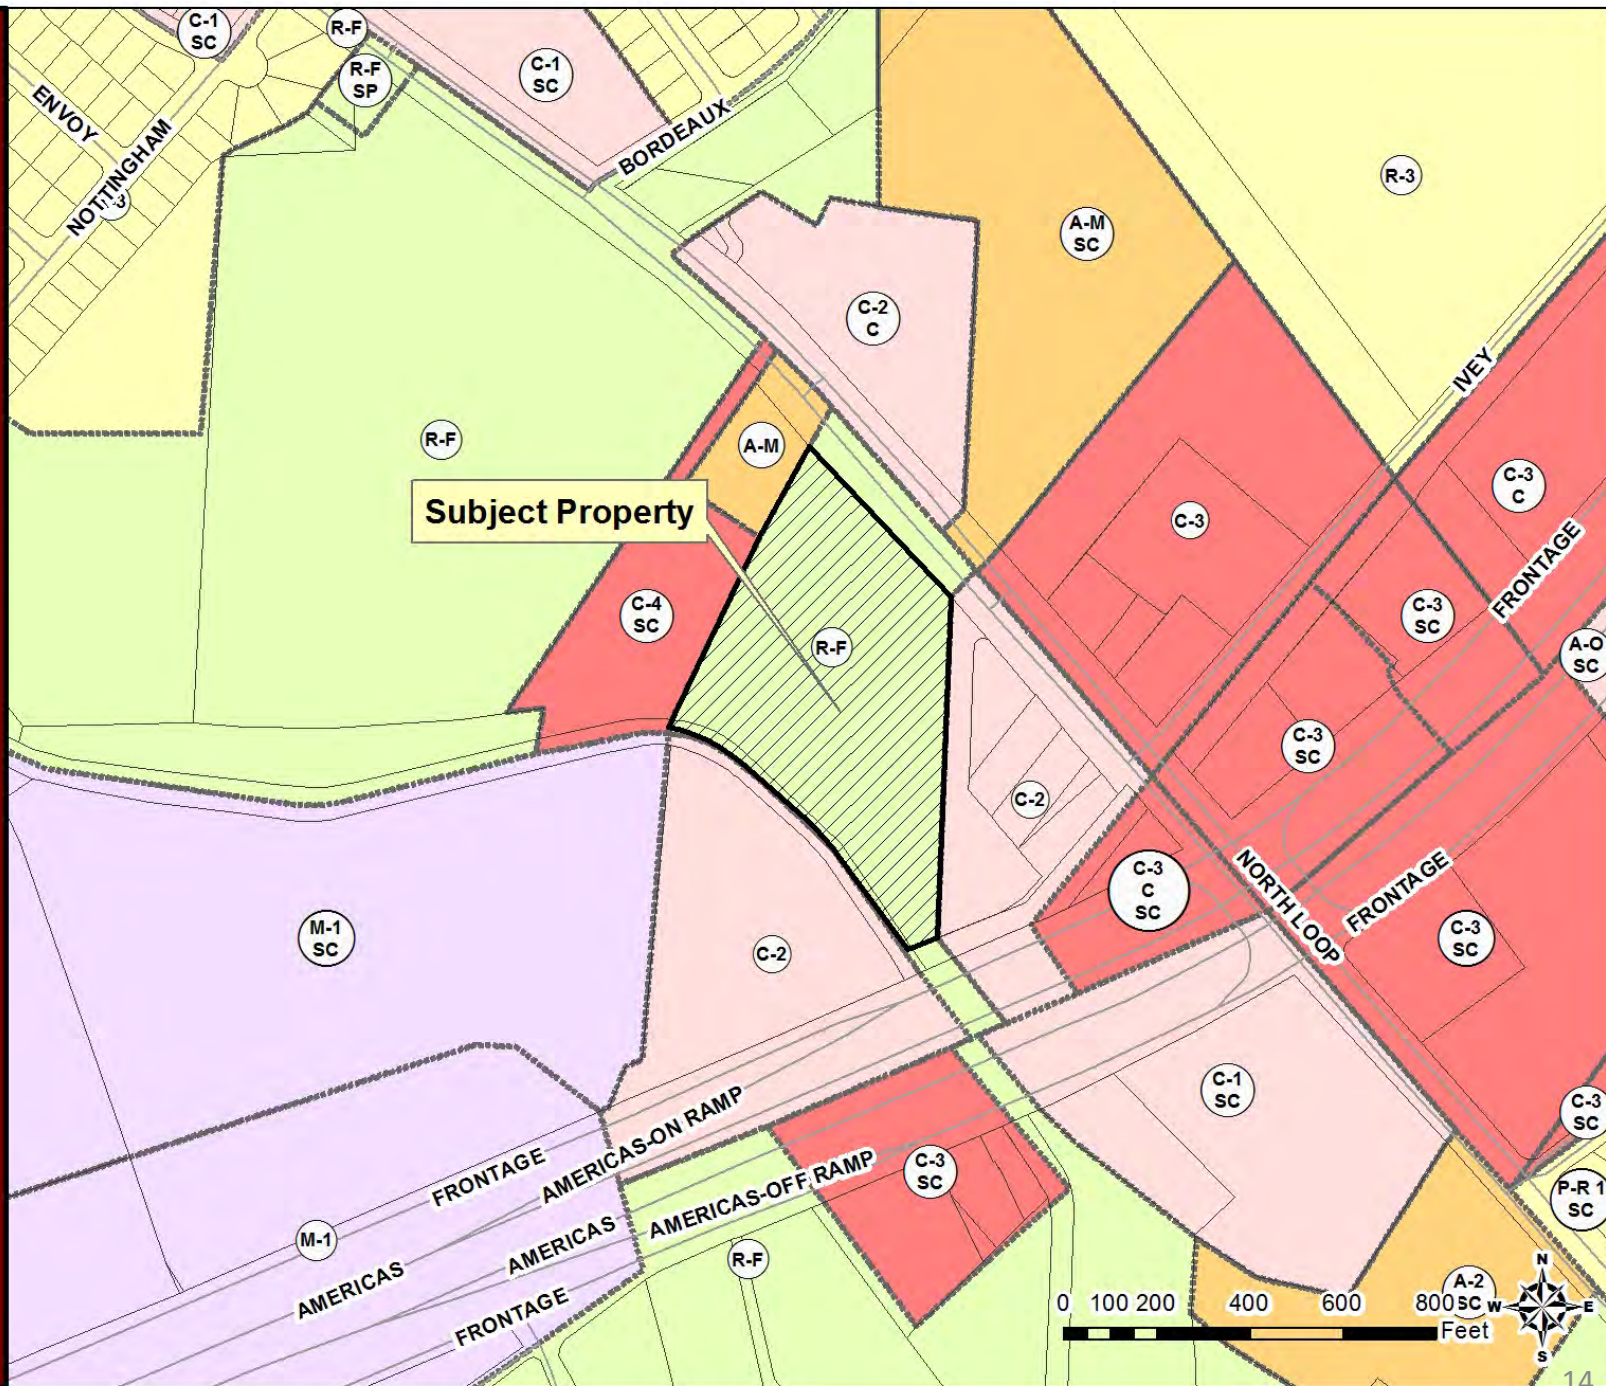 C-1
SC
R-F
R-F
SP
C-1
SC
ENVOY
NOTTINGHAM
BORDEAUX
R-3
A-M
SC
C-2
C
IVEY
R-F
A-M
Subject Property
C-3
C-3
C
FRONTAGE
C-4
SC
R-F
C-3
SC
A-O
SC
C-3
SC
C-2
C-3
C
SC
NORTH LOOP
FRONTAGE
C-3
SC
M-1
SC
C-2
C-1
SC
C-3
SC
AMERICAS-ON RAMP
FRONTAGE
C-3
SC
AMERICAS-OFF RAMP
P-R 1
SC
M-1
AMERICAS
AMERICAS
R-F
FRONTAGE
A-2
SC
N
W
E
S
0 100 200 400 600 800
Feet
14